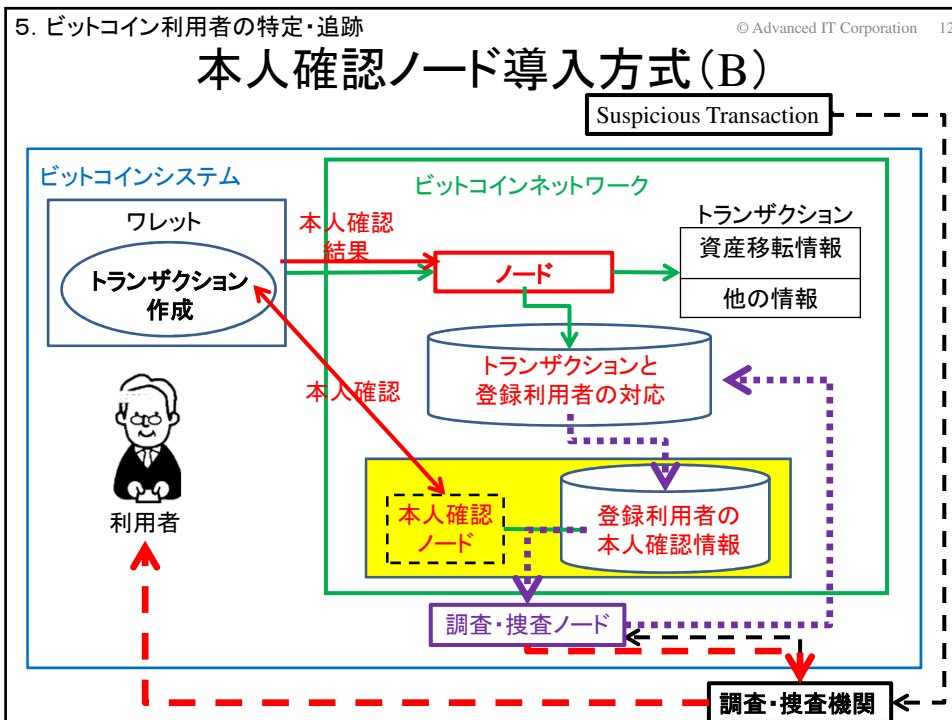 5. ビットコイン利用者の特定・追跡
© Advanced IT Corporation 12
本人確認ノード導入方式(B)
Suspicious Transaction
ビットコインシステム
ビットコインネットワーク
ワレット
トランザクション
作成
本人確認
結果
ノード
トランザクション
資産移転情報
他の情報
トランザクションと
登録利用者の対応
本人確認
利用者
本人確認
ノード
登録利用者の
本人確認情報
調査・捜査ノード
調査・捜査機関